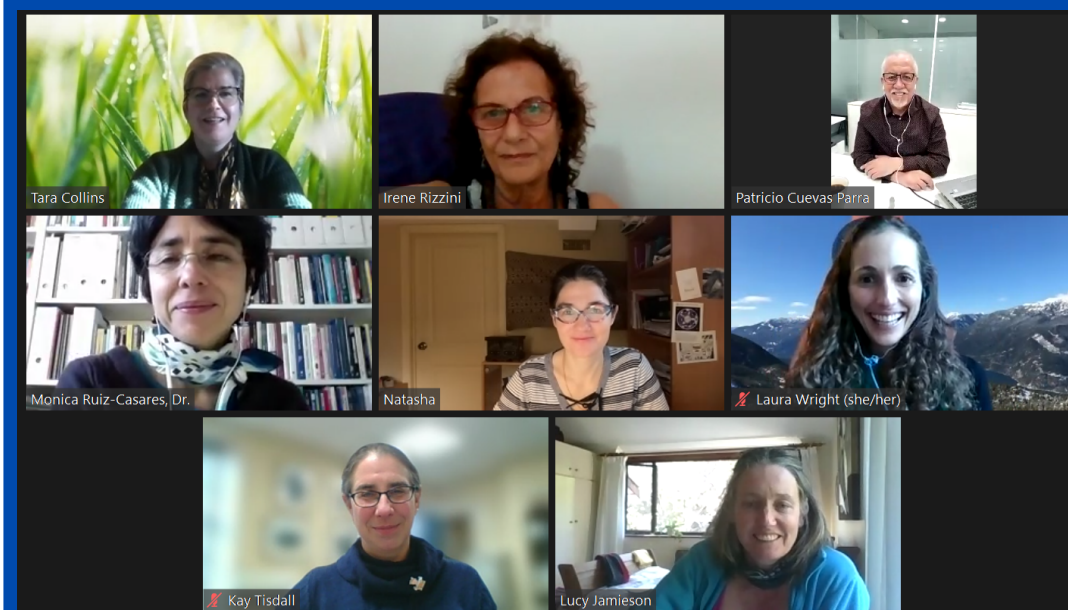 Tara Collins
Irene Rizzini
Patricio Cuevas Parra
Monica Ruiz-Casares, Dr.
Natasha
Laura Wright (she/her)
Kay Tisdall
Lucy Jamieson